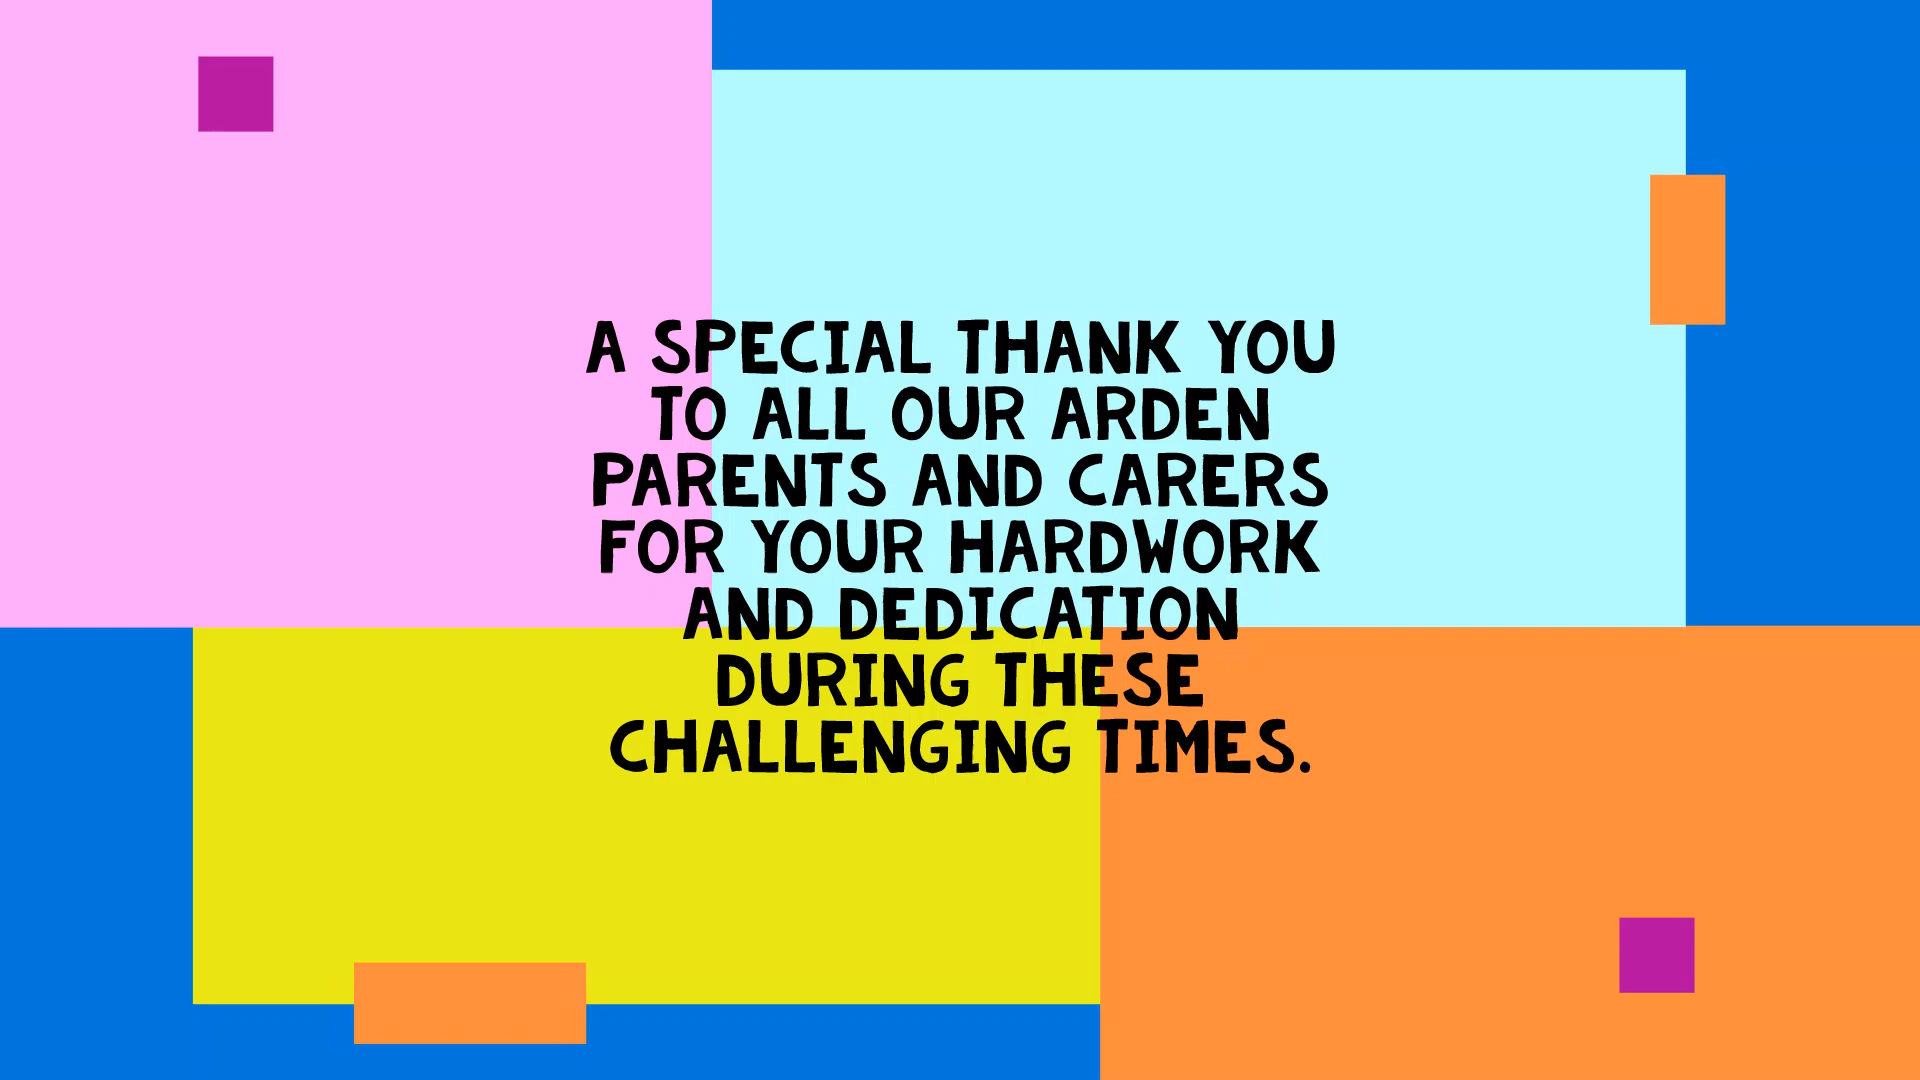 A SPECIAL THANK YOU
TO ALL OUR ARDEN
PARENTS AND CARERS
FOR YOUR HARDWORK
AND DEDICATION
DURING THESE
CHALLENGING TIMES.